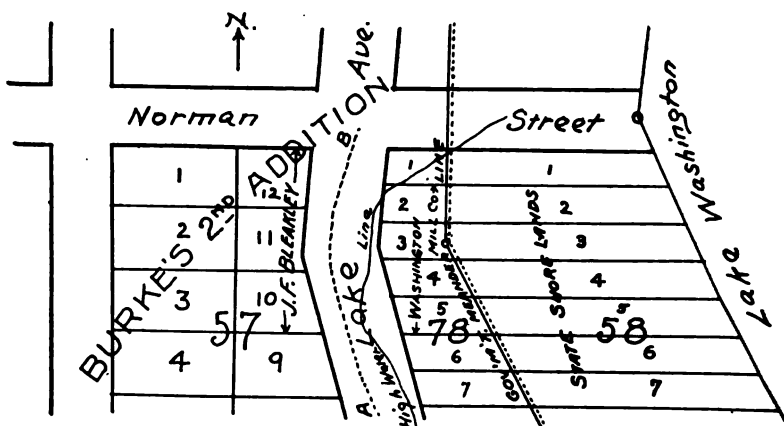 N.
Norman Street
Lake Ave.
BURKE'S 2ND ADDITION
Lake Washington
1
2
3
4
12
11
10
9
57
J.F. BLEAKLEY
B
A
High Water Line
WASHINGTON MILL CO'S
GOV'M'T MEANDERED LINE
1
2
3
4
5
6
7
78
STATE SHORE LANDS
1
2
3
4
5
6
7
58